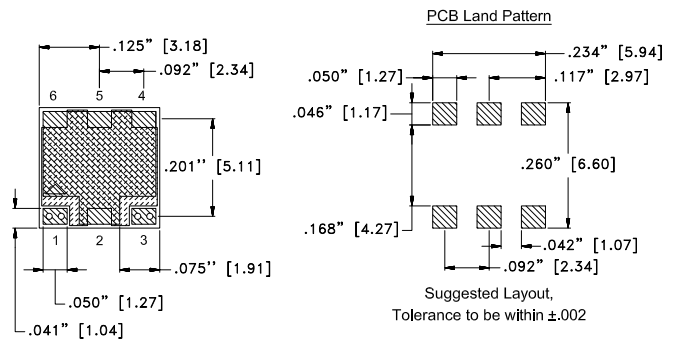 PCB Land Pattern
.125” [3.18]
.092” [2.34]
6 5 4
.201'' [5.11]
1 2 3
.075'' [1.91]
.050” [1.27]
.041” [1.04]
.234” [5.94]
.050” [1.27]
.117” [2.97]
.046” [1.17]
.260” [6.60]
.168” [4.27]
.042” [1.07]
.092” [2.34]
Suggested Layout,
Tolerance to be within ±.002